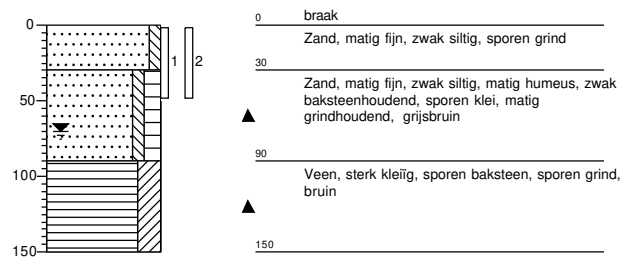 0
50
100
150
1
2
0 braak
Zand, matig fijn, zwak siltig, sporen grind
30
Zand, matig fijn, zwak siltig, matig humeus, zwak
baksteenhoudend, sporen klei, matig
grindhoudend, grijsbruin
90
Veen, sterk kleiïg, sporen baksteen, sporen grind,
bruin
150